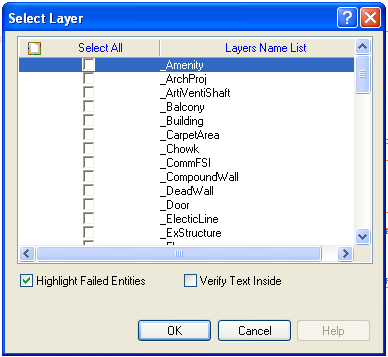 Select Layer
Select All Layers Name List
_Amenity
_ArchProj
_ArtiVentiShaft
_Balcony
_Building
_CarpetArea
_Chowk
_CommFSI
_CompoundWall
_DeadWall
_Door
_ElecticLine
_ExStructure
Highlight Failed Entities Verify Text Inside
OK Cancel Help